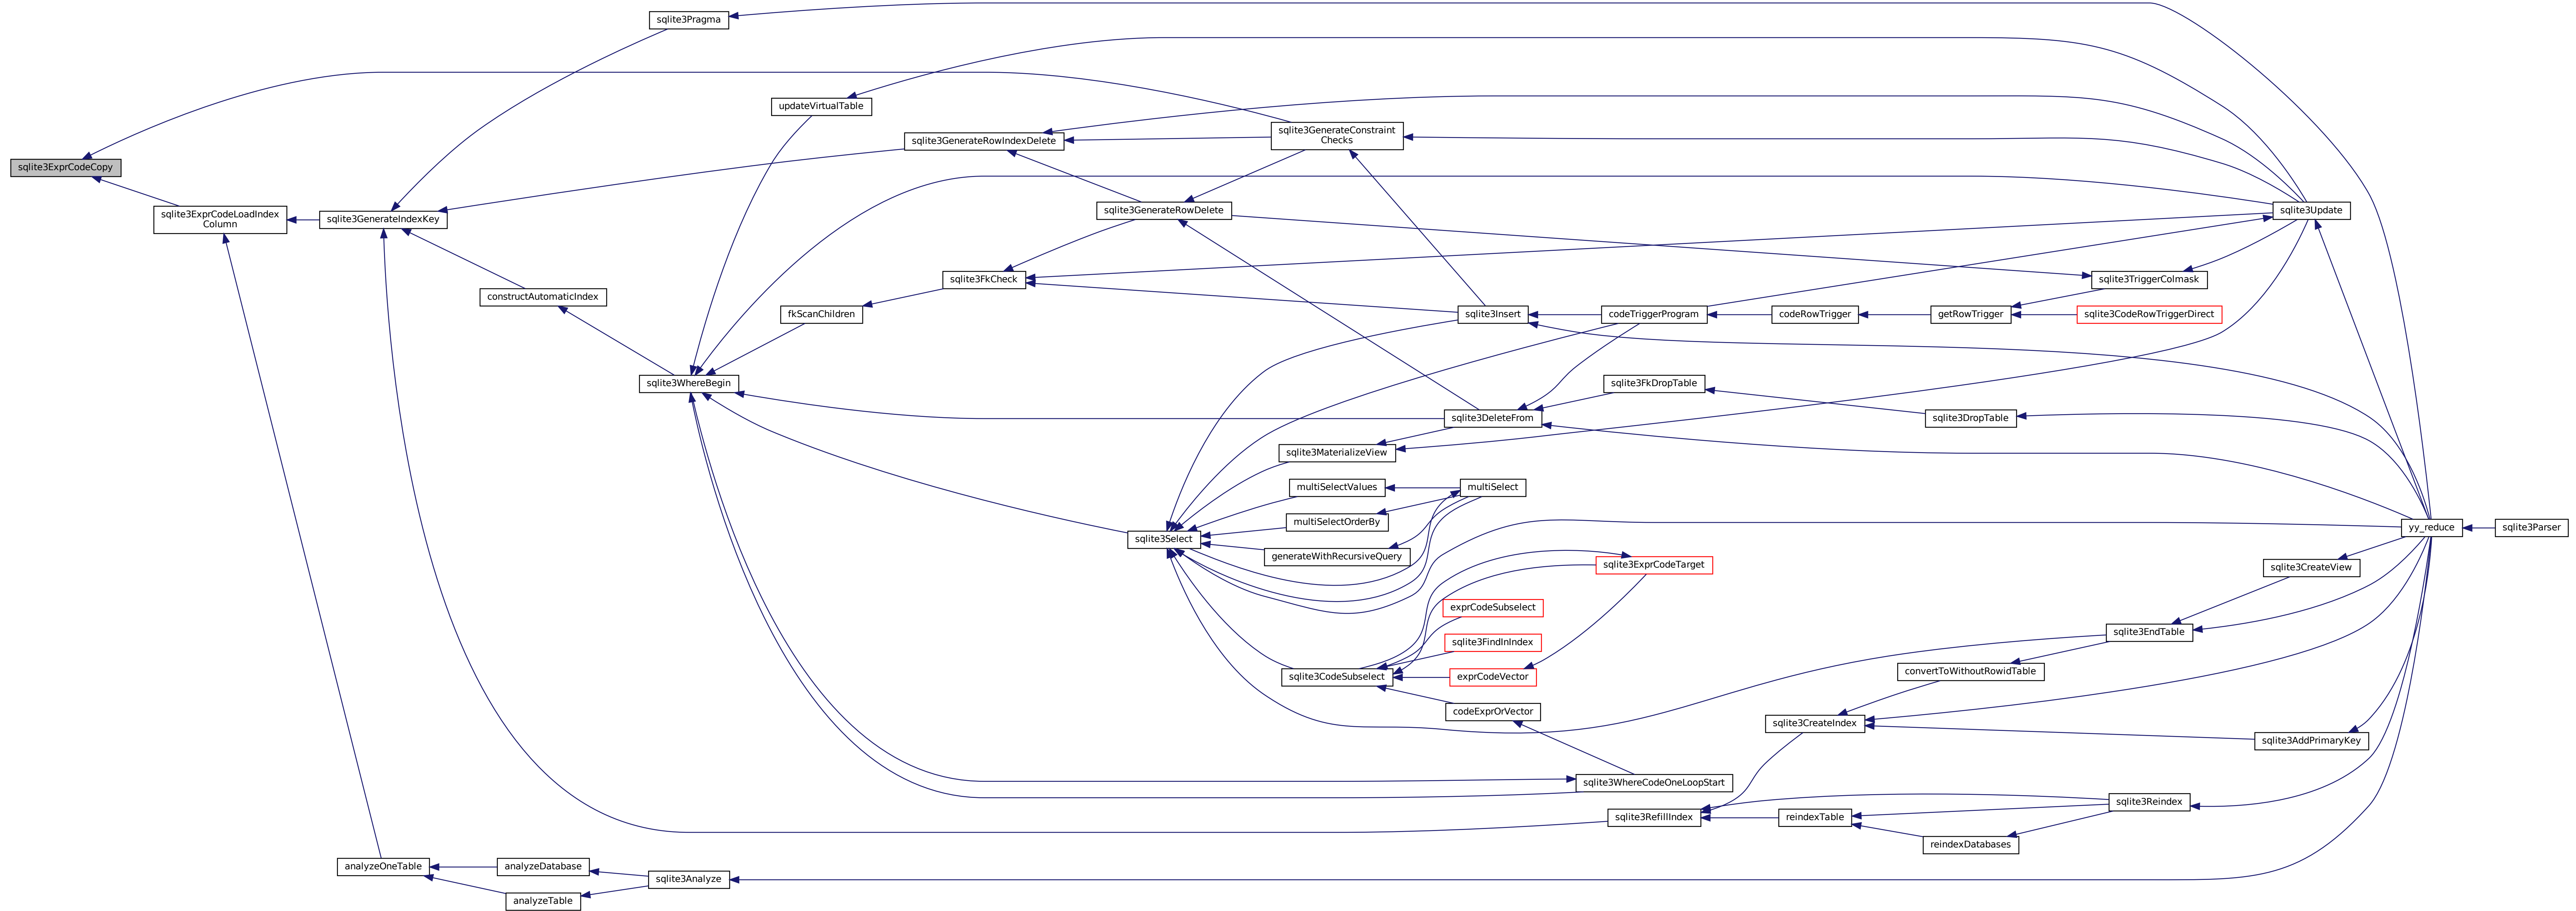 sqlite3Pragma
updateVirtualTable
sqlite3GenerateConstraint
Checks
sqlite3GenerateRowIndexDelete
sqlite3ExprCodeCopy
sqlite3ExprCodeLoadIndex
Column
sqlite3GenerateIndexKey
sqlite3GenerateRowDelete
sqlite3Update
sqlite3FkCheck
sqlite3TriggerColmask
constructAutomaticIndex
fkScanChildren
sqlite3Insert
codeTriggerProgram
codeRowTrigger
getRowTrigger
sqlite3CodeRowTriggerDirect
sqlite3WhereBegin
sqlite3FkDropTable
sqlite3DeleteFrom
sqlite3DropTable
sqlite3MaterializeView
multiSelectValues
multiSelect
multiSelectOrderBy
yy_reduce
sqlite3Parser
sqlite3Select
generateWithRecursiveQuery
sqlite3ExprCodeTarget
sqlite3CreateView
exprCodeSubselect
sqlite3EndTable
sqlite3FindInIndex
sqlite3CodeSubselect
exprCodeVector
convertToWithoutRowidTable
codeExprOrVector
sqlite3CreateIndex
sqlite3AddPrimaryKey
sqlite3WhereCodeOneLoopStart
sqlite3Reindex
sqlite3RefillIndex
reindexTable
reindexDatabases
analyzeOneTable
analyzeDatabase
sqlite3Analyze
analyzeTable